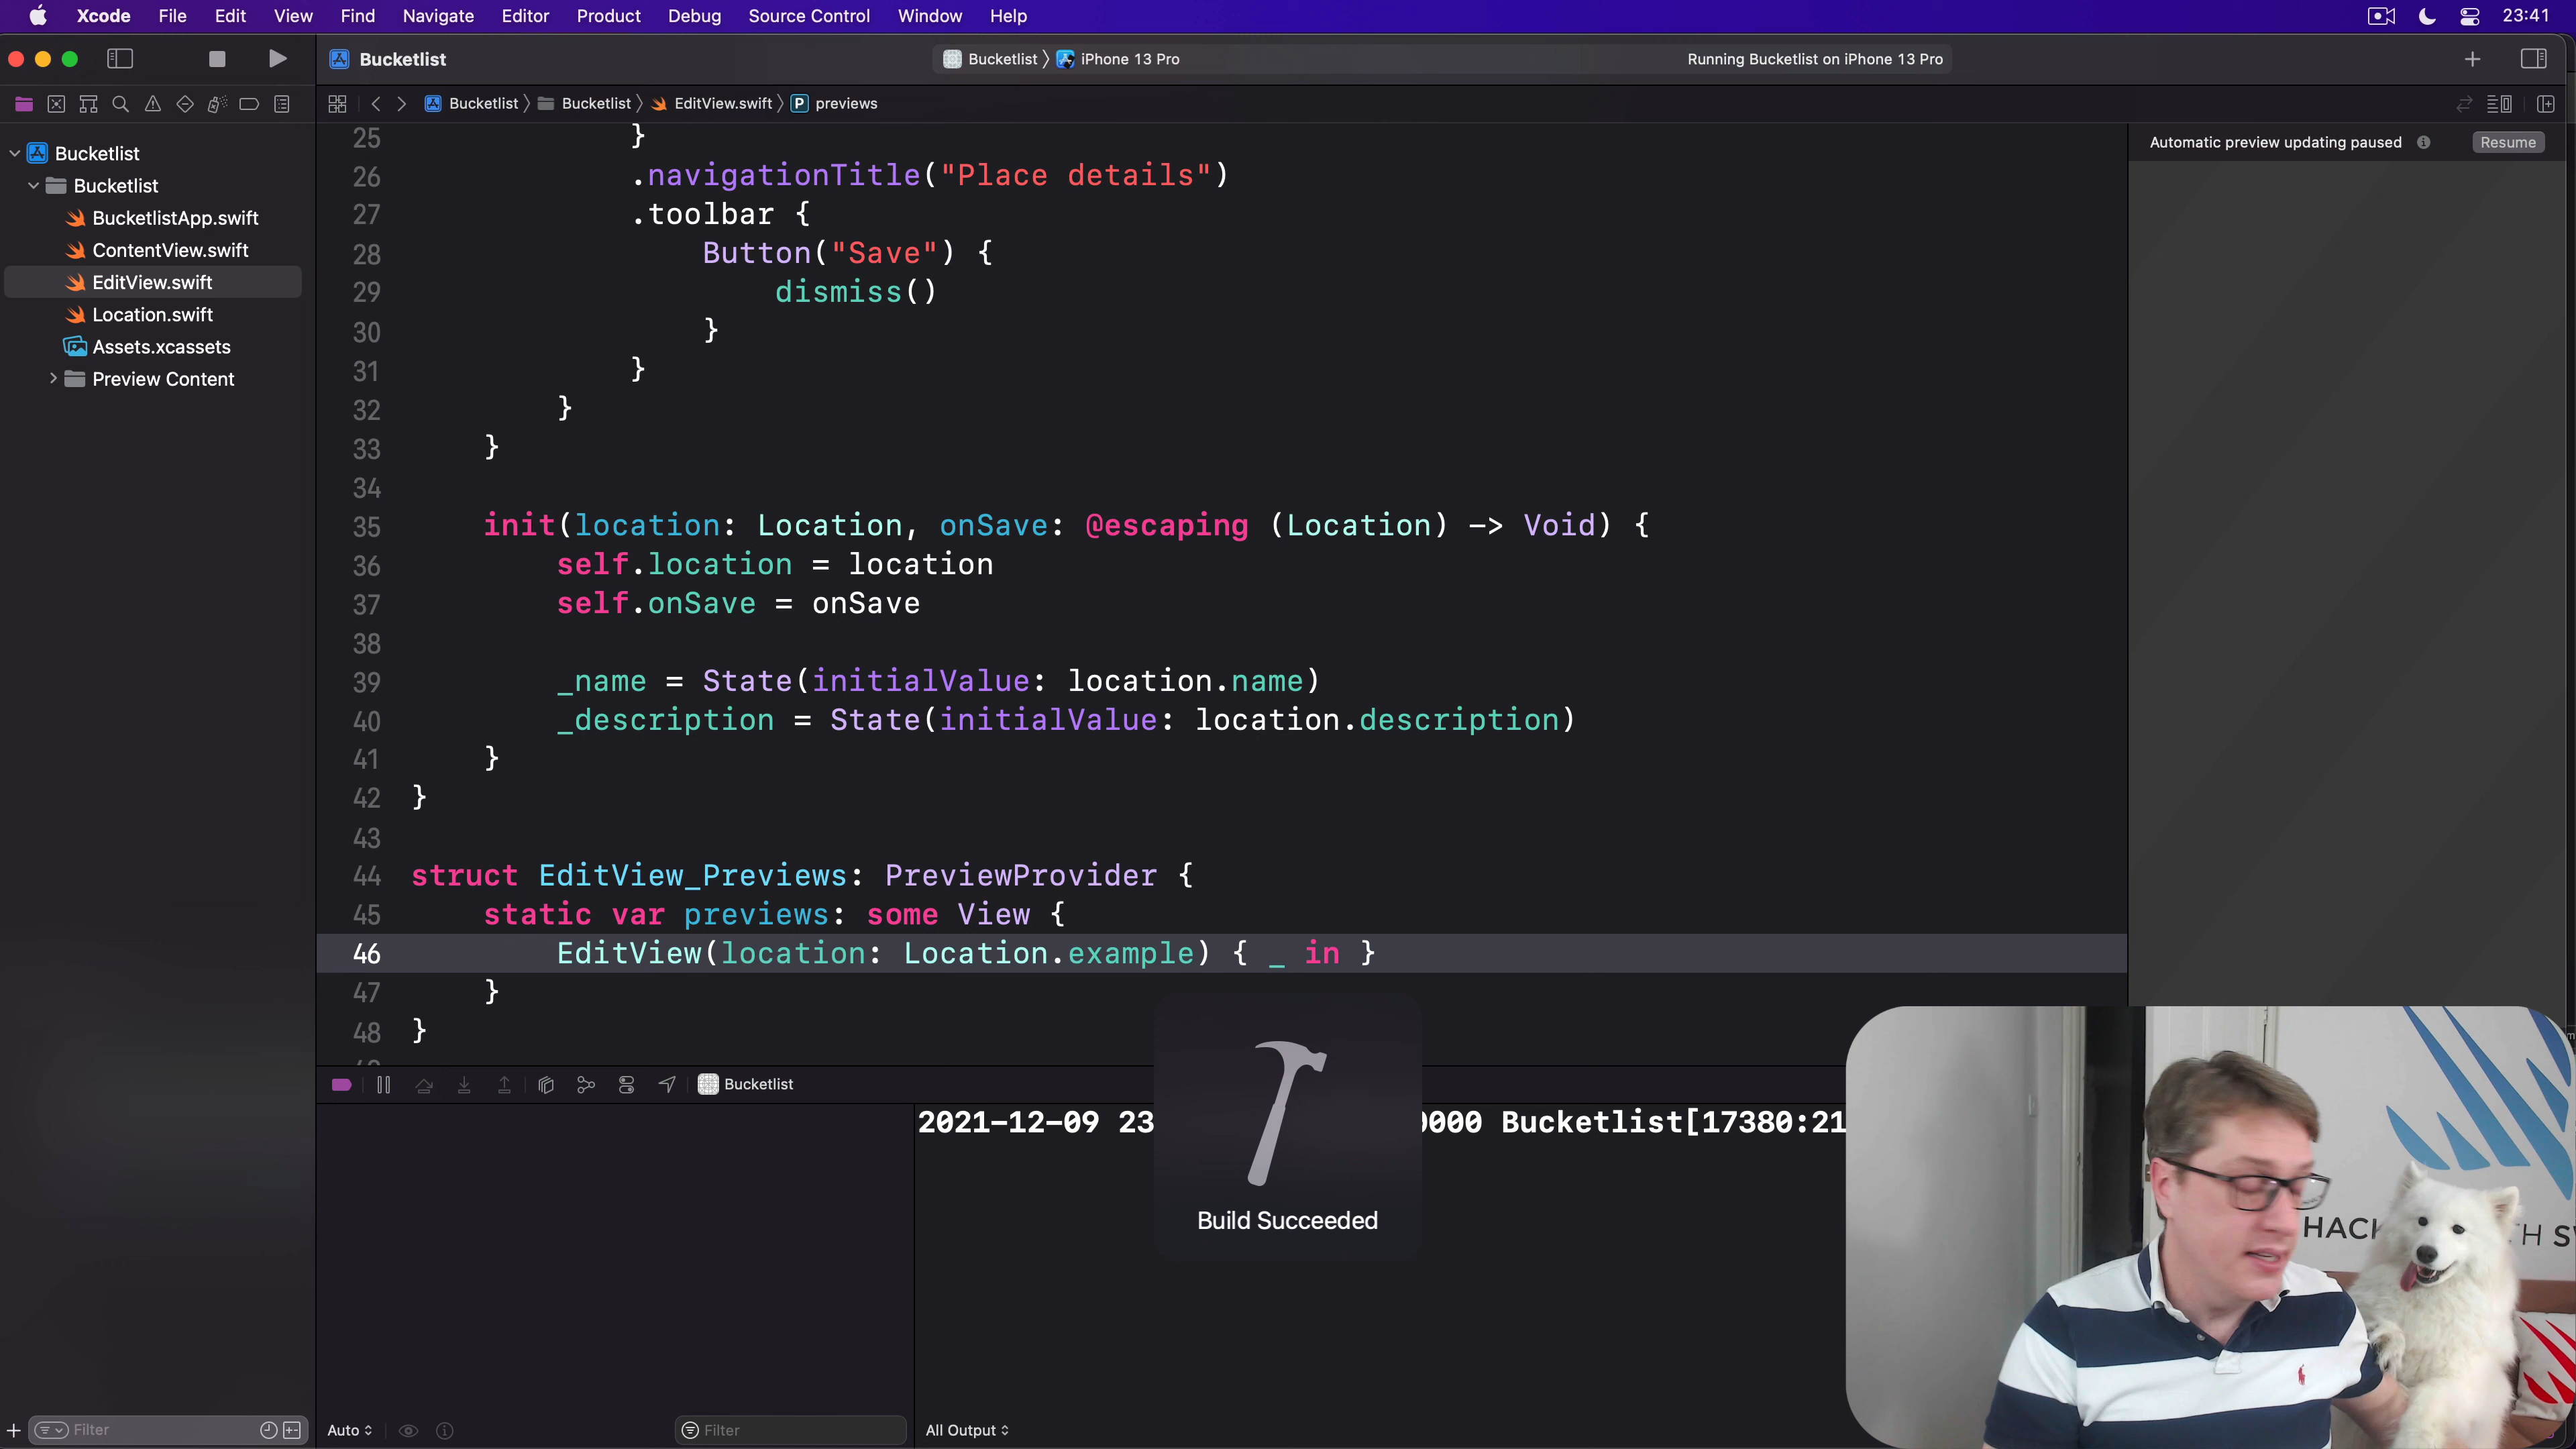 Xcode File Edit View Find Navigate Editor Product Debug Source Control Window Help 23:41
Bucketlist Bucketlist iPhone 13 Pro Running Bucketlist on iPhone 13 Pro
Bucketlist Bucketlist EditView.swift P previews
Automatic preview updating paused Resume
Bucketlist
Bucketlist
BucketlistApp.swift
ContentView.swift
EditView.swift
Location.swift
Assets.xcassets
Preview Content
25 }
26 .navigationTitle("Place details")
27 .toolbar {
28 Button("Save") {
29 dismiss()
30 }
31 }
32 }
33 }
34
35 init(location: Location, onSave: @escaping (Location) -> Void) {
36 self.location = location
37 self.onSave = onSave
38
39 _name = State(initialValue: location.name)
40 _description = State(initialValue: location.description)
41 }
42 }
43
44 struct EditView_Previews: PreviewProvider {
45 static var previews: some View {
46 EditView(location: Location.example) { _ in }
47 }
48 }
Bucketlist
2021-12-09 23 0000 Bucketlist[17380:21
Build Succeeded
HACK TH S
Filter
Auto
Filter
All Output